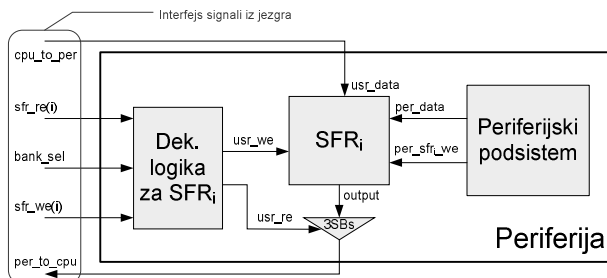 Interfejs signali iz jezgra
cpu_to_per
usr_data
sfr_re(i)
per_data
Dek.
logika
za SFRi
usr_we
SFRi
Periferijski
podsistem
bank_sel
per_sfri_we
sfr_we(i)
output
usr_re
3SBs
Periferija
per_to_cpu